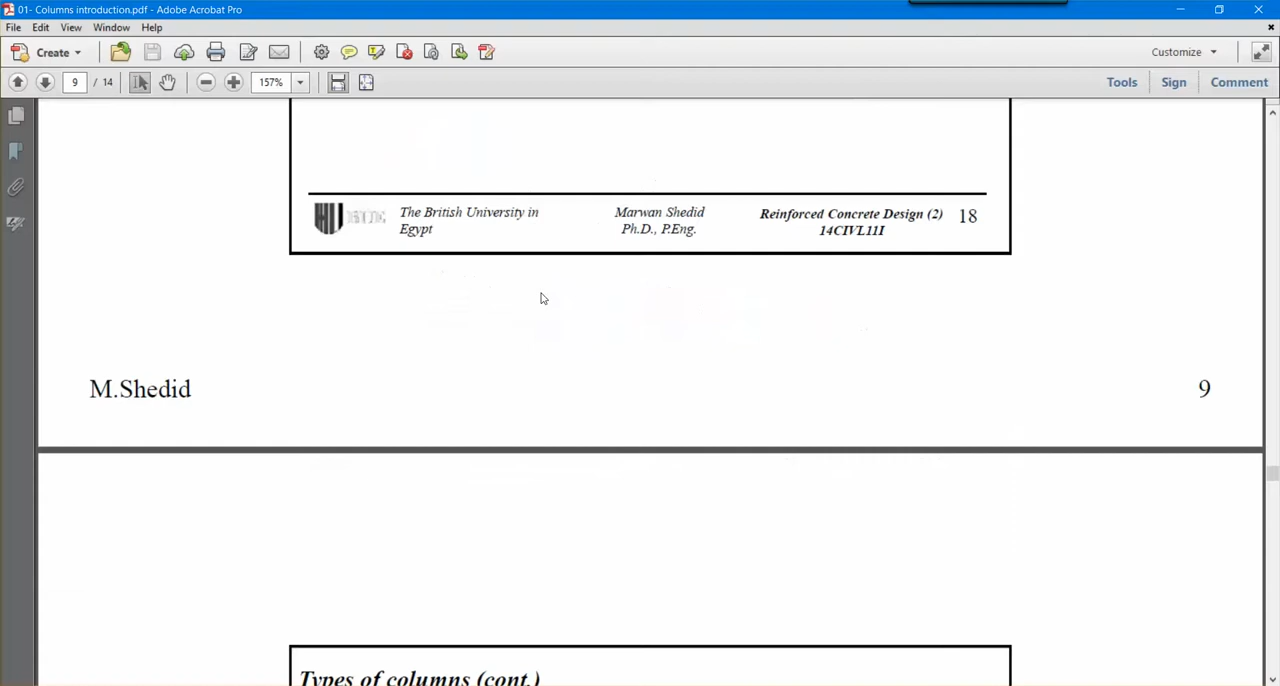 01- Columns introduction.pdf - Adobe Acrobat Pro
File Edit View Window Help
Create
Customize
9 / 14
157%
Tools Sign Comment
The British University in
Egypt
Marwan Shedid
Ph.D., P.Eng.
Reinforced Concrete Design (2)
14CIVL11I
18
M.Shedid
9
Types of columns (cont.)